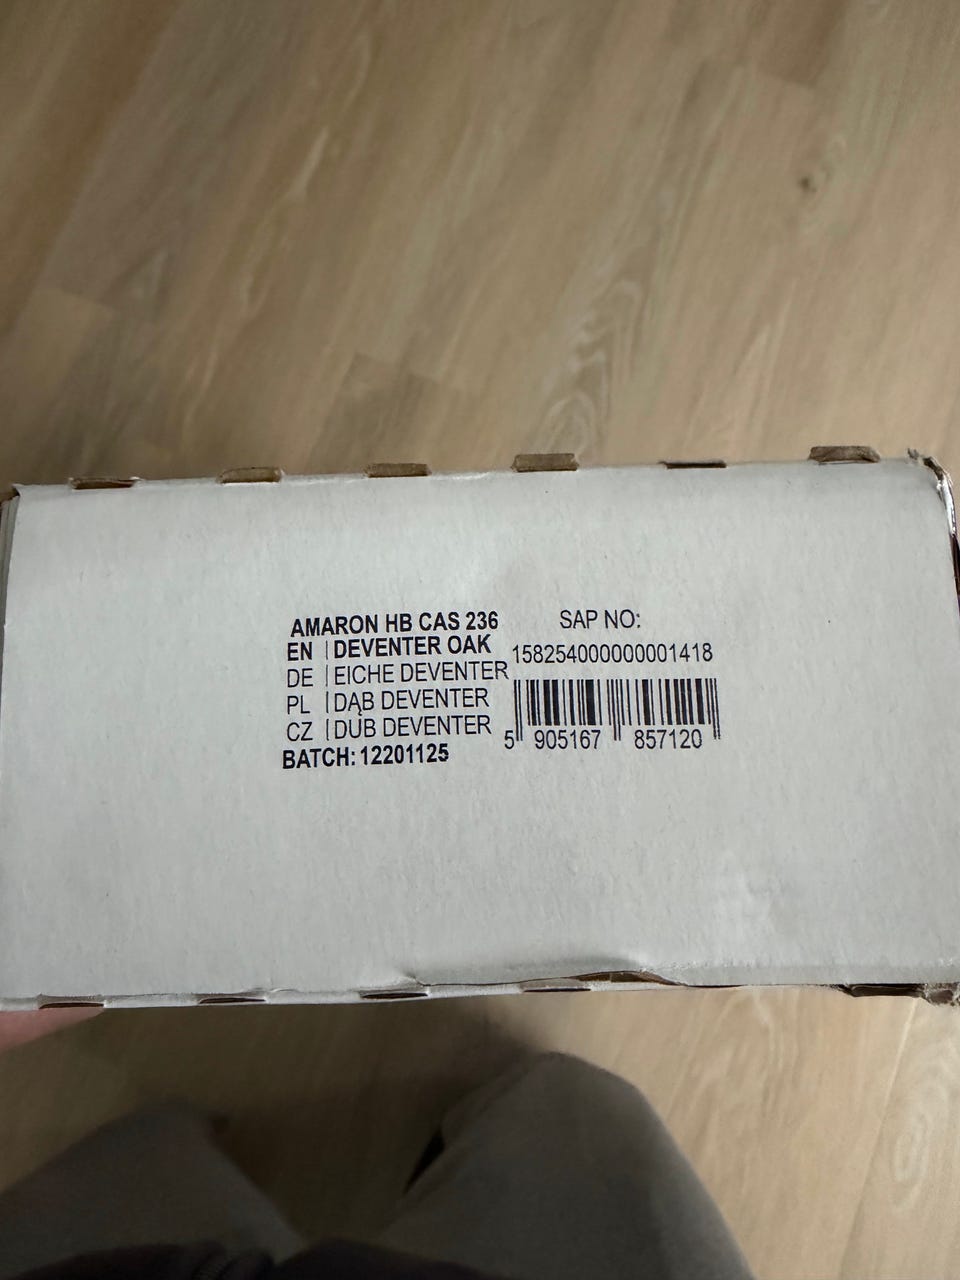 AMARON HB CAS 236
EN | DEVENTER OAK
DE | EICHE DEVENTER
PL | DĄB DEVENTER
CZ | DUB DEVENTER
BATCH: 12201125
SAP NO:
158254000000001418
5 905167 857120